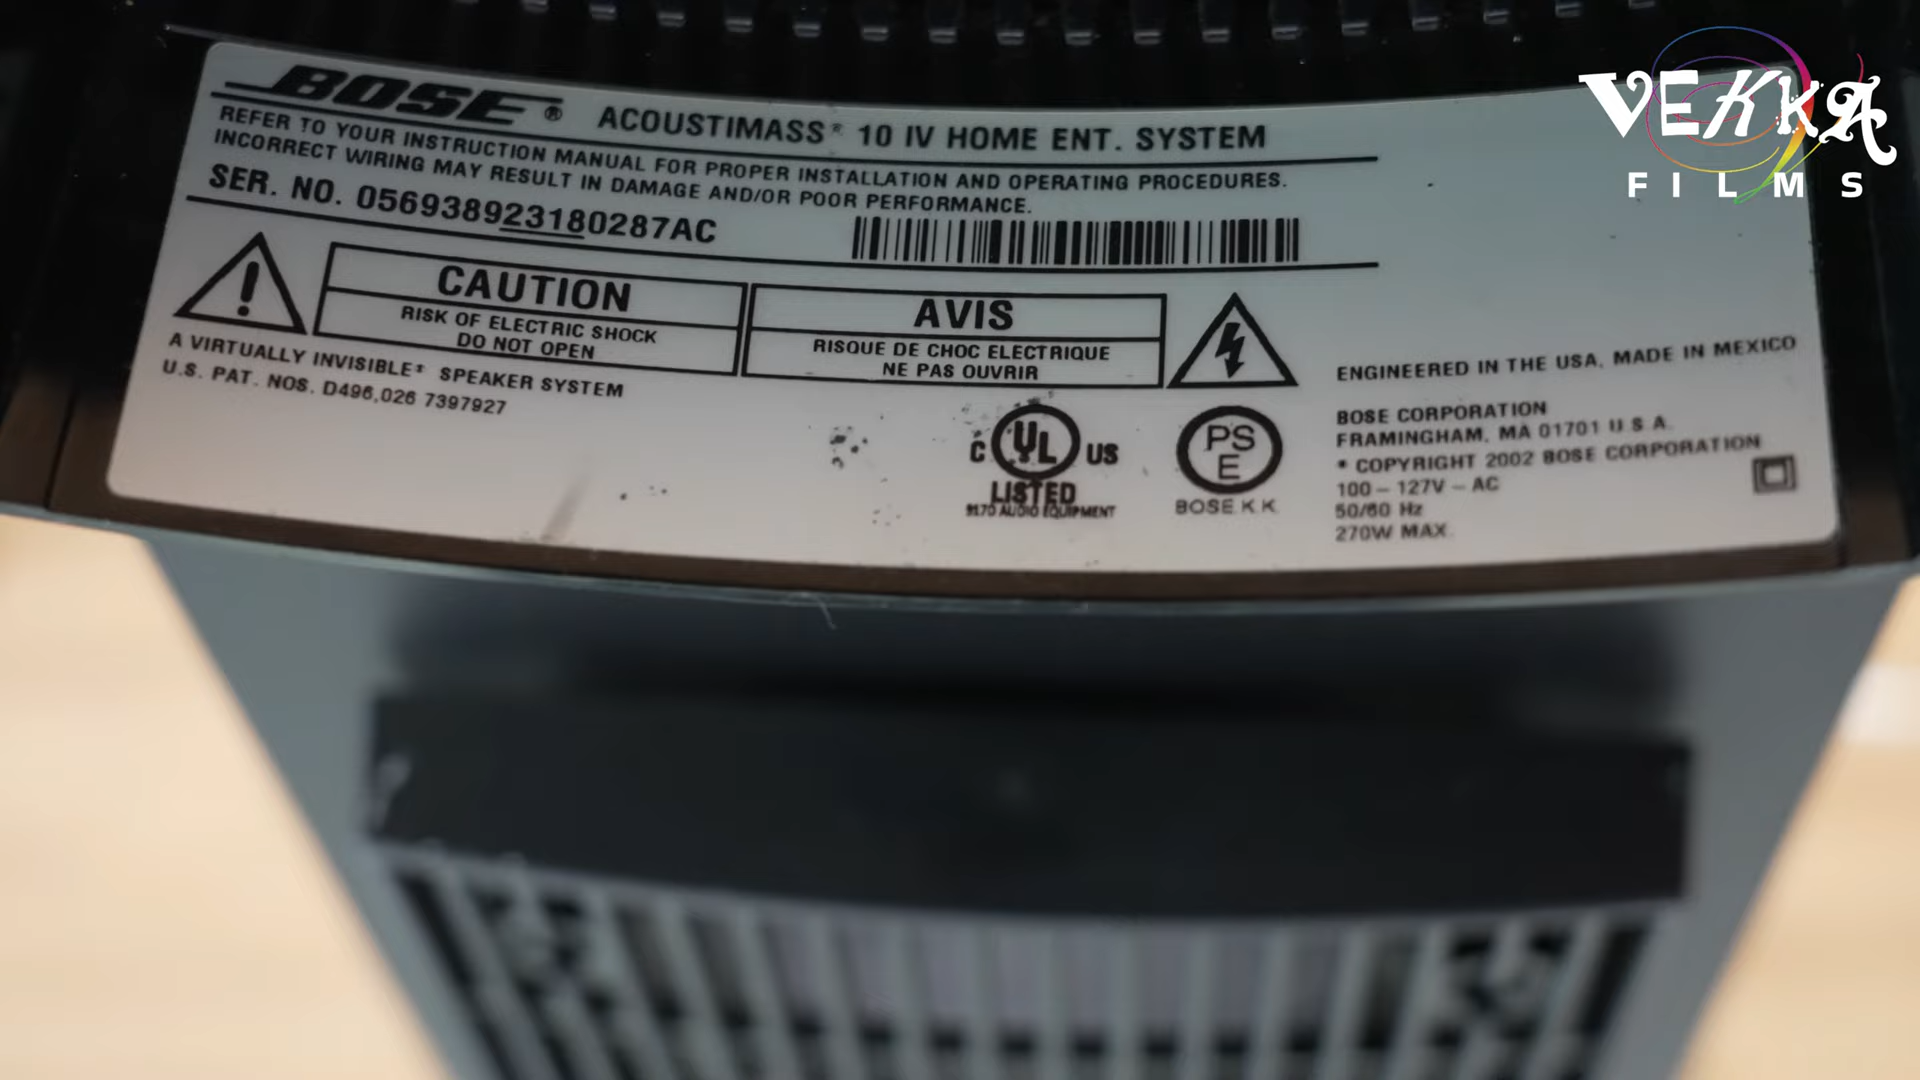 BOSE® ACOUSTIMASS® 10 IV HOME ENT. SYSTEM
REFER TO YOUR INSTRUCTION MANUAL FOR PROPER INSTALLATION AND OPERATING PROCEDURES.
INCORRECT WIRING MAY RESULT IN DAMAGE AND/OR POOR PERFORMANCE.
SER. NO. 056938923180287AC
CAUTION
RISK OF ELECTRIC SHOCK
DO NOT OPEN
AVIS
RISQUE DE CHOC ELECTRIQUE
NE PAS OUVRIR
A VIRTUALLY INVISIBLE® SPEAKER SYSTEM
U.S. PAT. NOS. D496,026 7397927
C UL US
LISTED
9170 AUDIO EQUIPMENT
PS
E
BOSE K.K.
ENGINEERED IN THE USA, MADE IN MEXICO
BOSE CORPORATION
FRAMINGHAM, MA 01701 U S A
© COPYRIGHT 2002 BOSE CORPORATION
100 – 127V ~ AC
50/60 Hz
270W MAX
VEKKA
FILMS